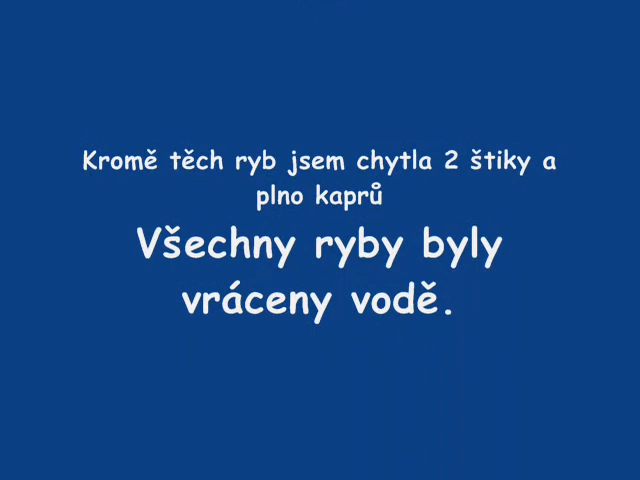 Kromě těch ryb jsem chytla 2 štiky a
plno kaprů
Všechny ryby byly
vráceny vodě.